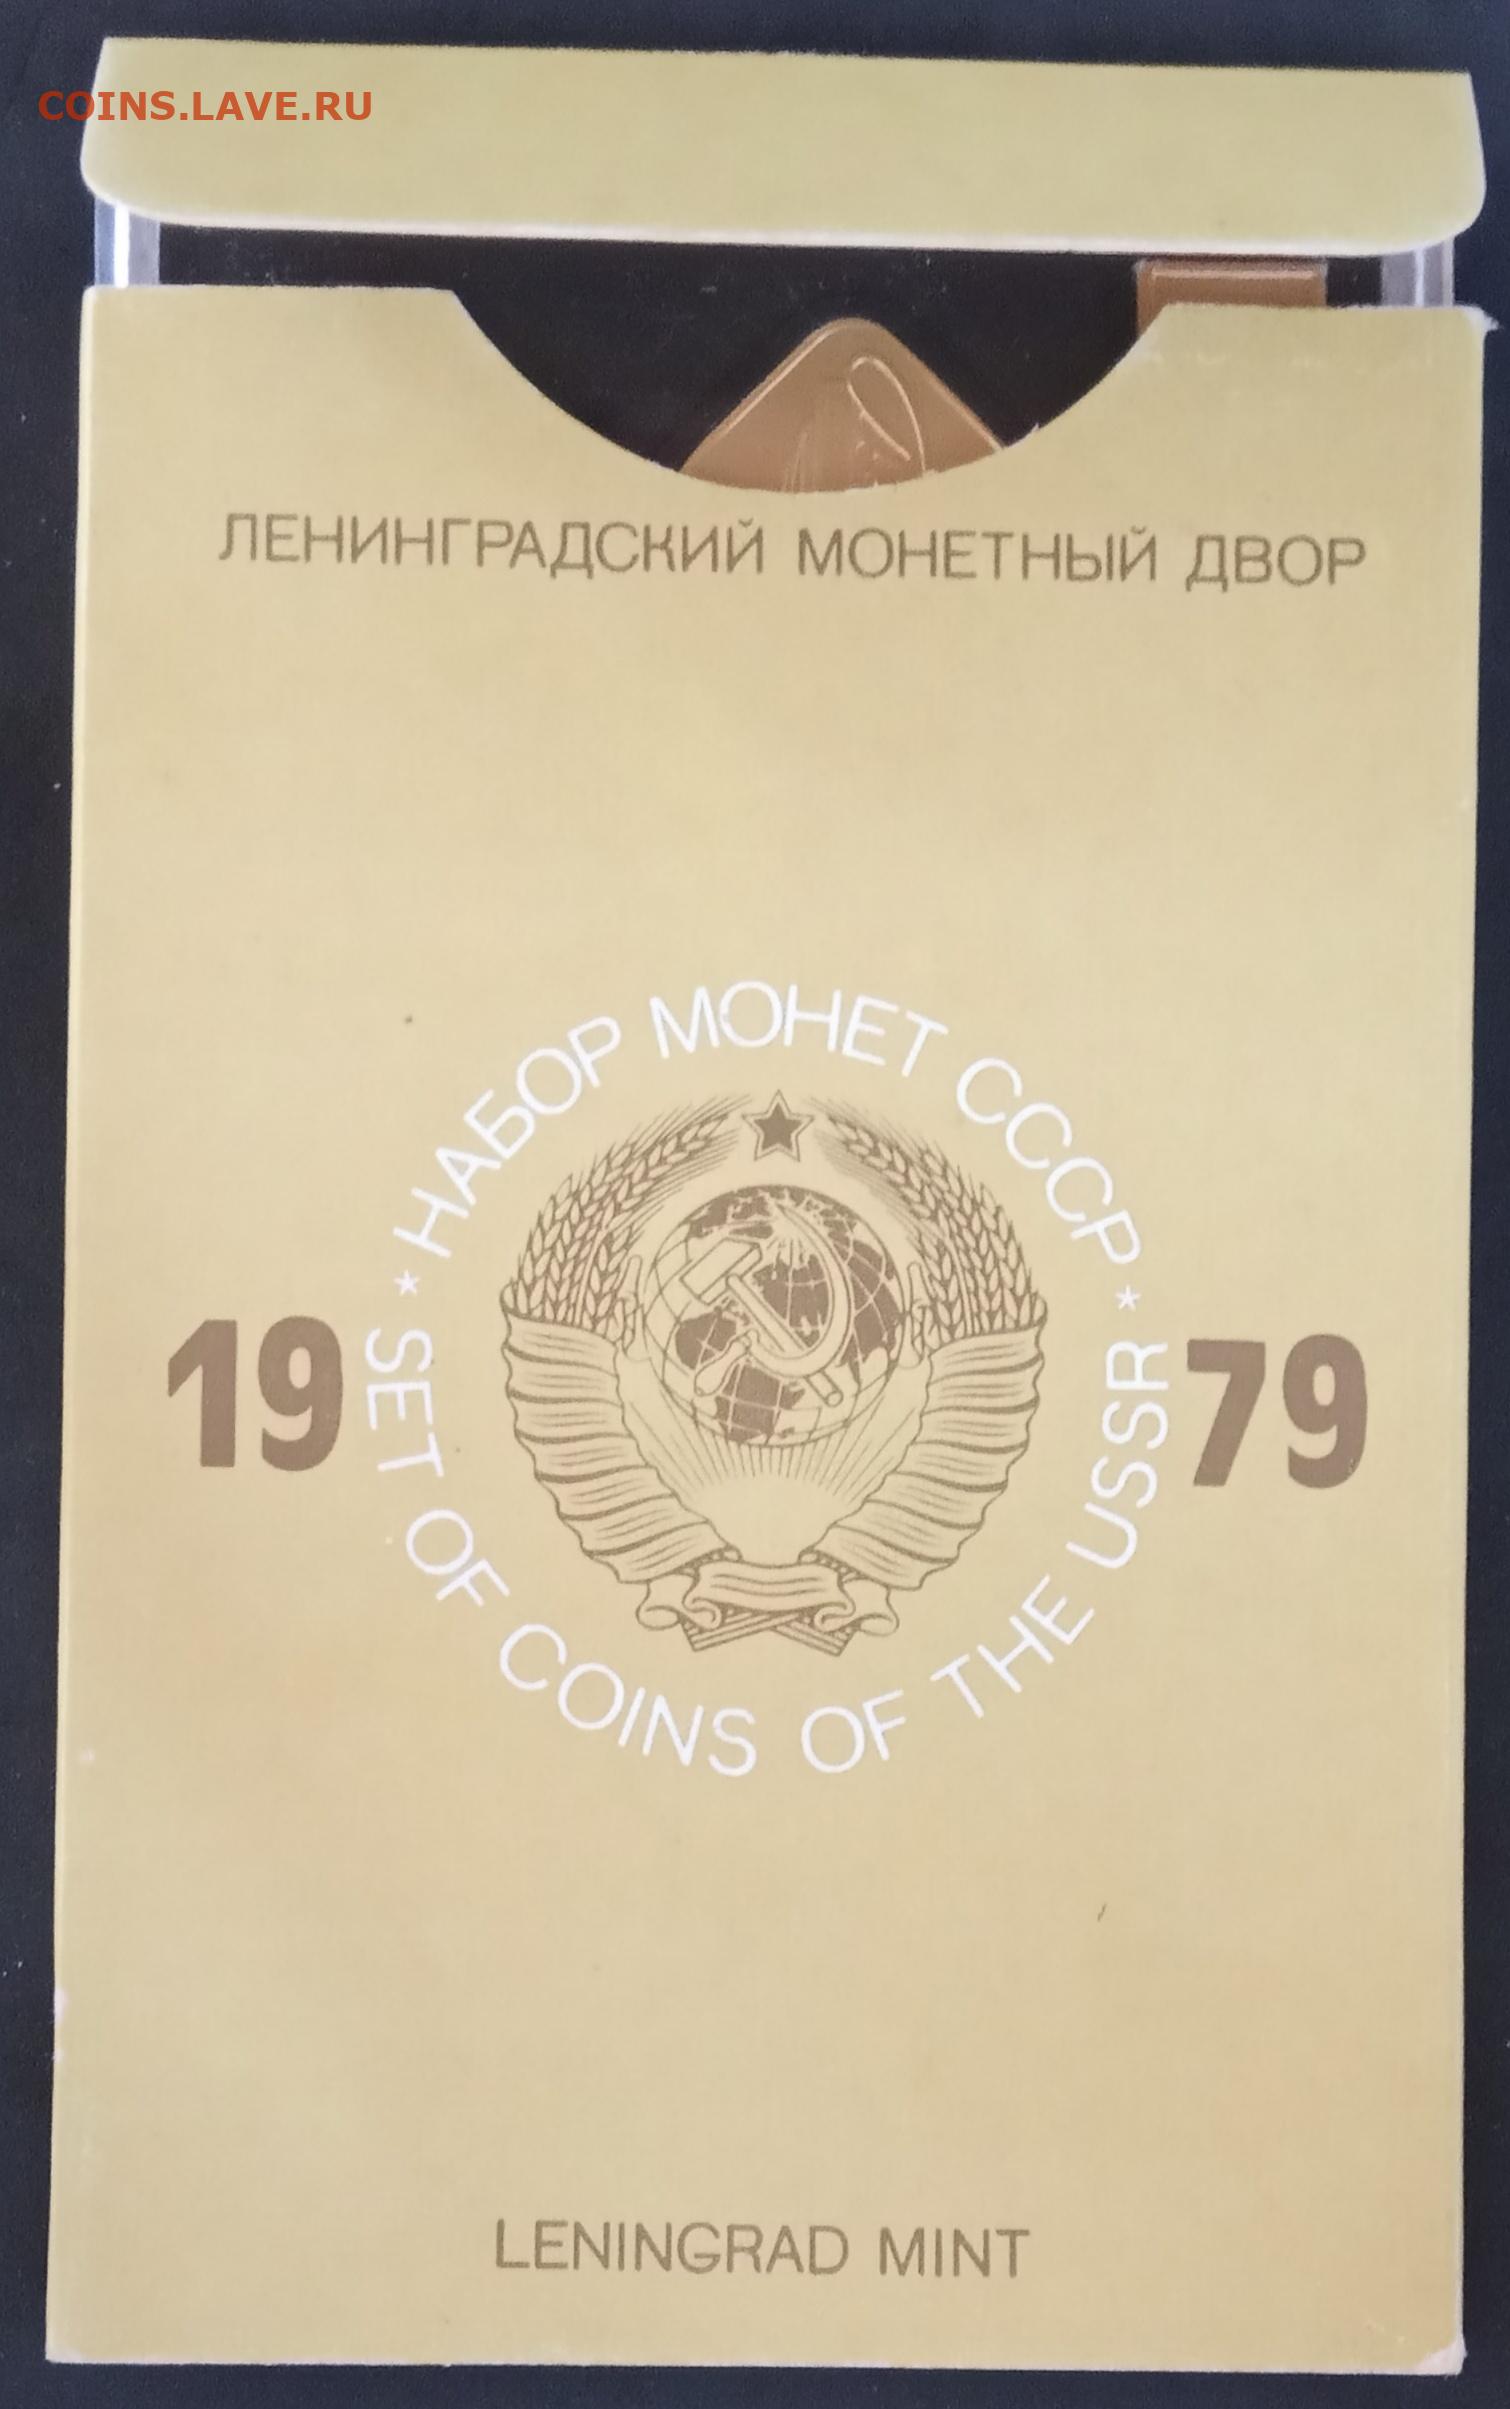 COINS.LAVE.RU
ЛЕНИНГРАДСКИЙ МОНЕТНЫЙ ДВОР
* НАБОР МОНЕТ СССР *
19
79
SET OF COINS OF THE USSR
LENINGRAD MINT